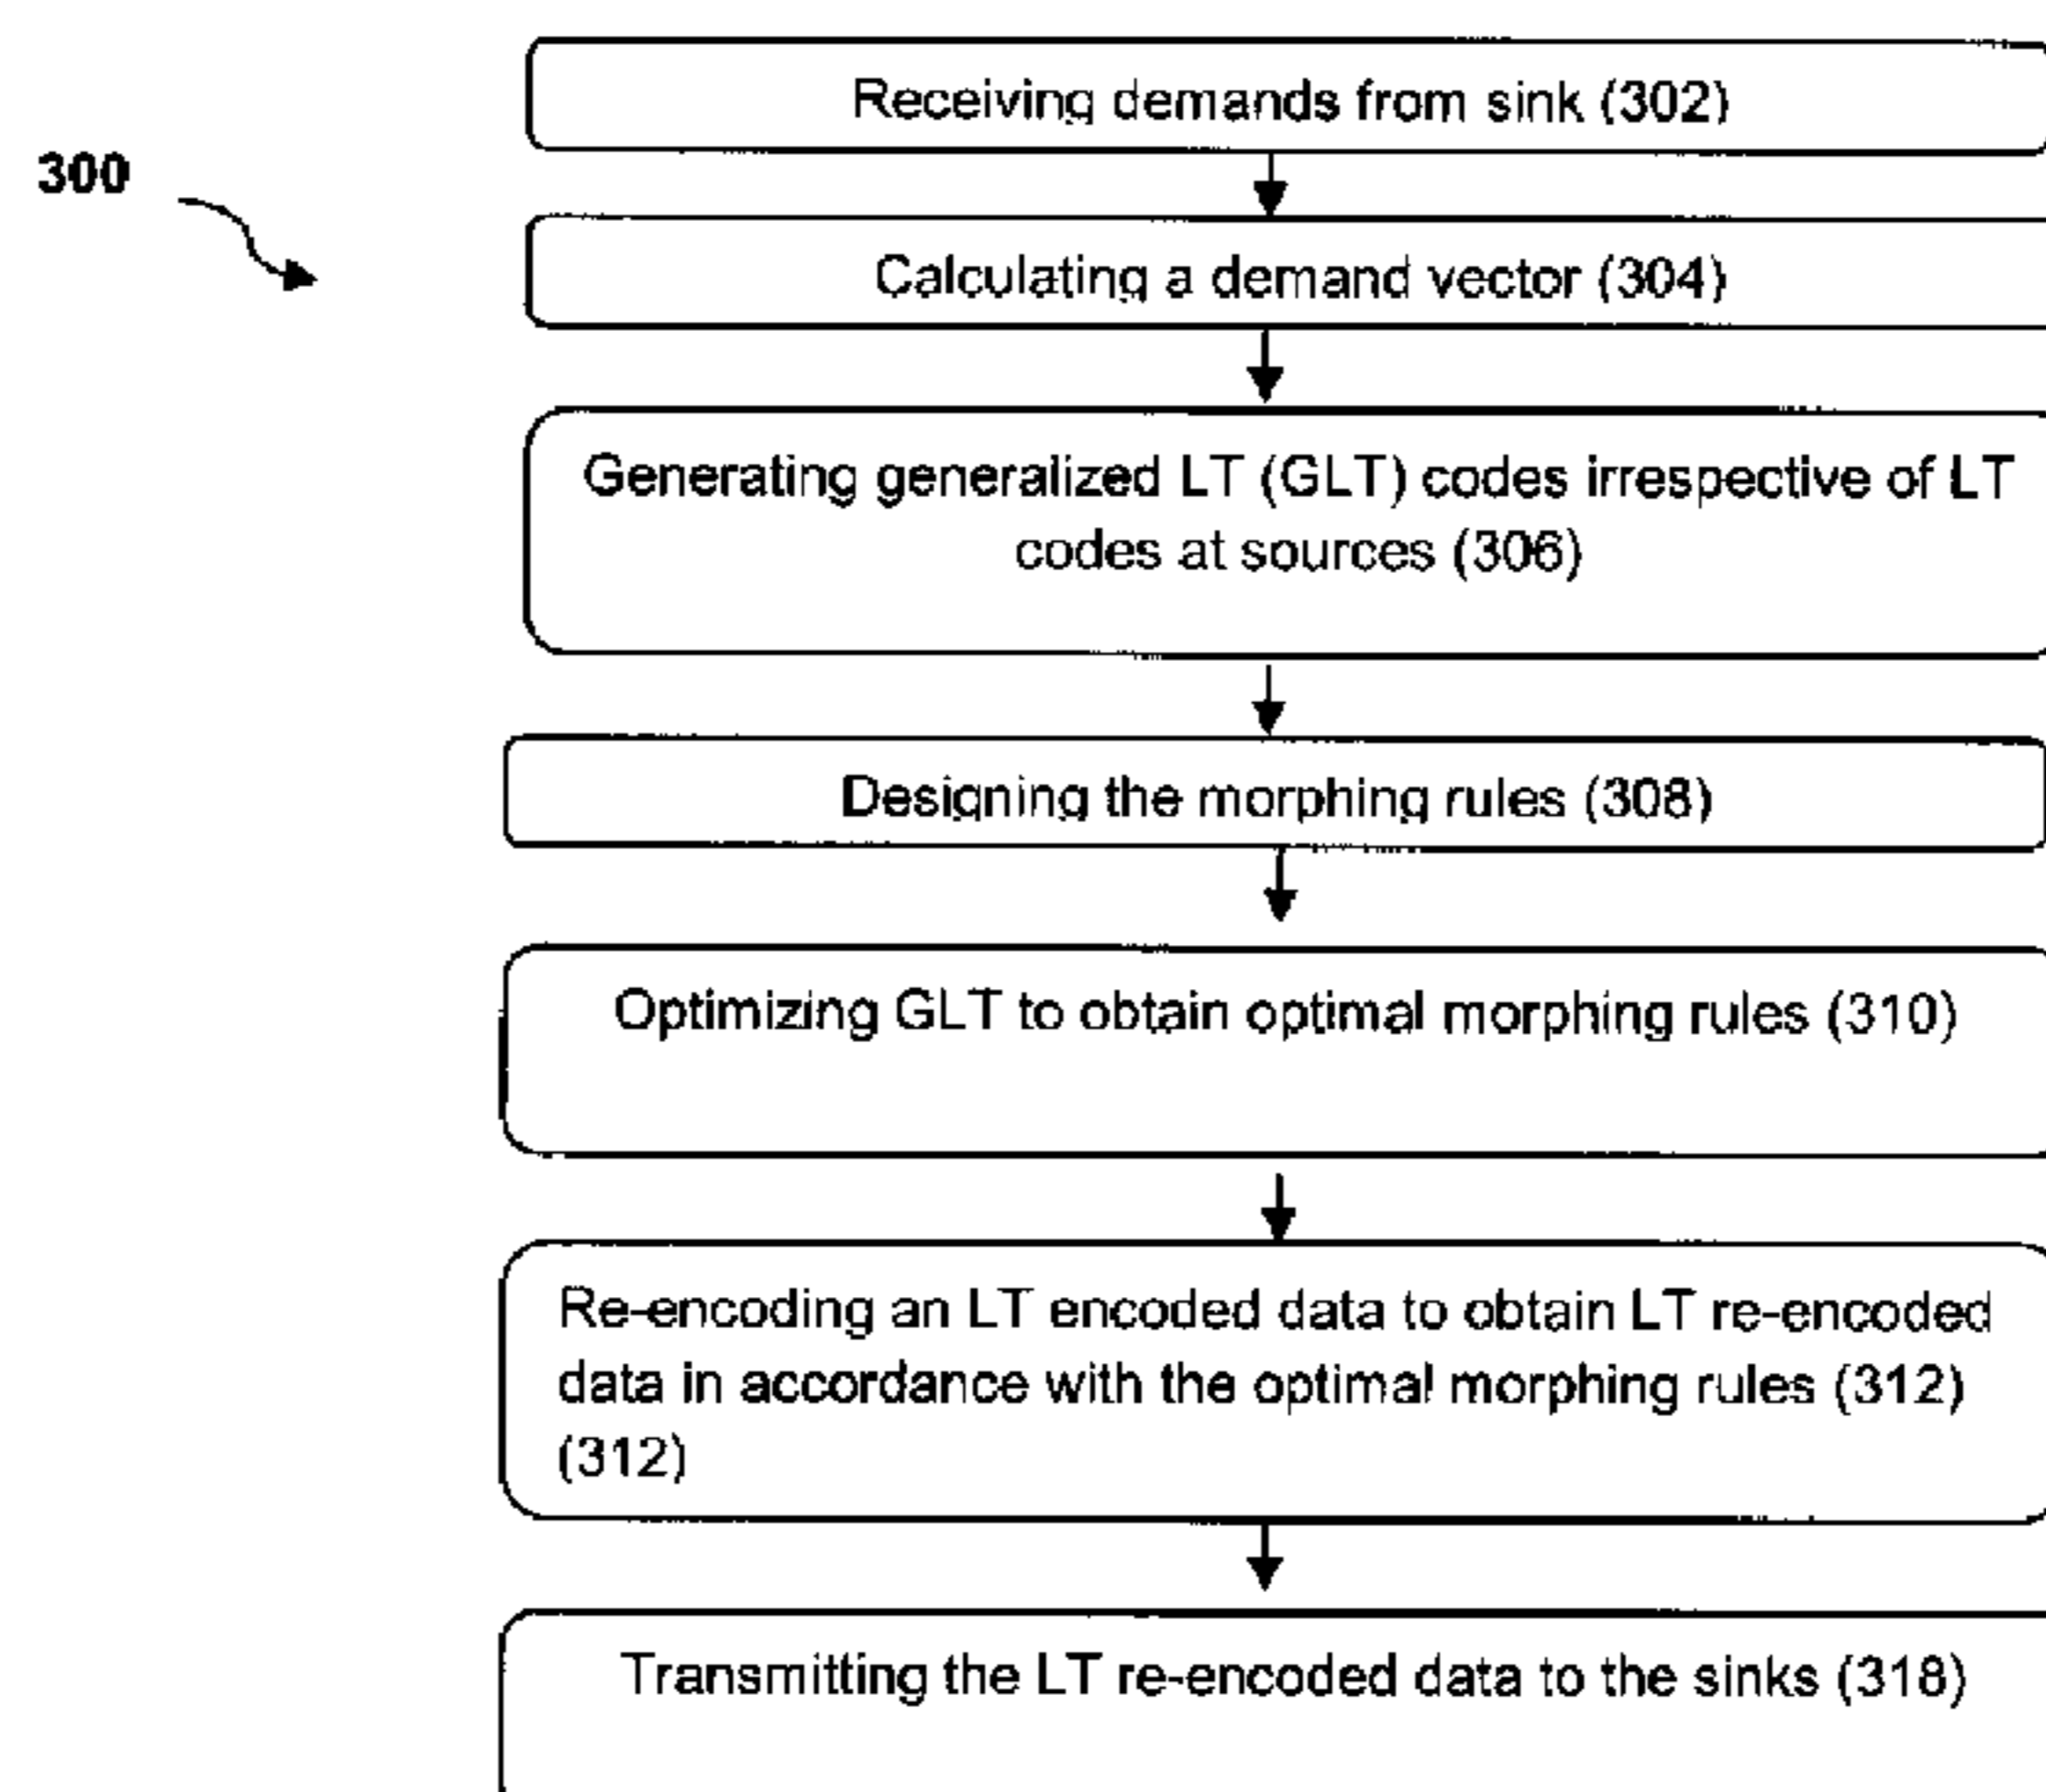 Receiving demands from sink (302)
300
Calculating a demand vector (304)
Generating generalized LT (GLT) codes irrespective of LT
codes at sources (306)
Designing the morphing rules (308)
Optimizing GLT to obtain optimal morphing rules (310)
Re-encoding an LT encoded data to obtain LT re-encoded
data in accordance with the optimal morphing rules (312)
(312)
Transmitting the LT re-encoded data to the sinks (318)